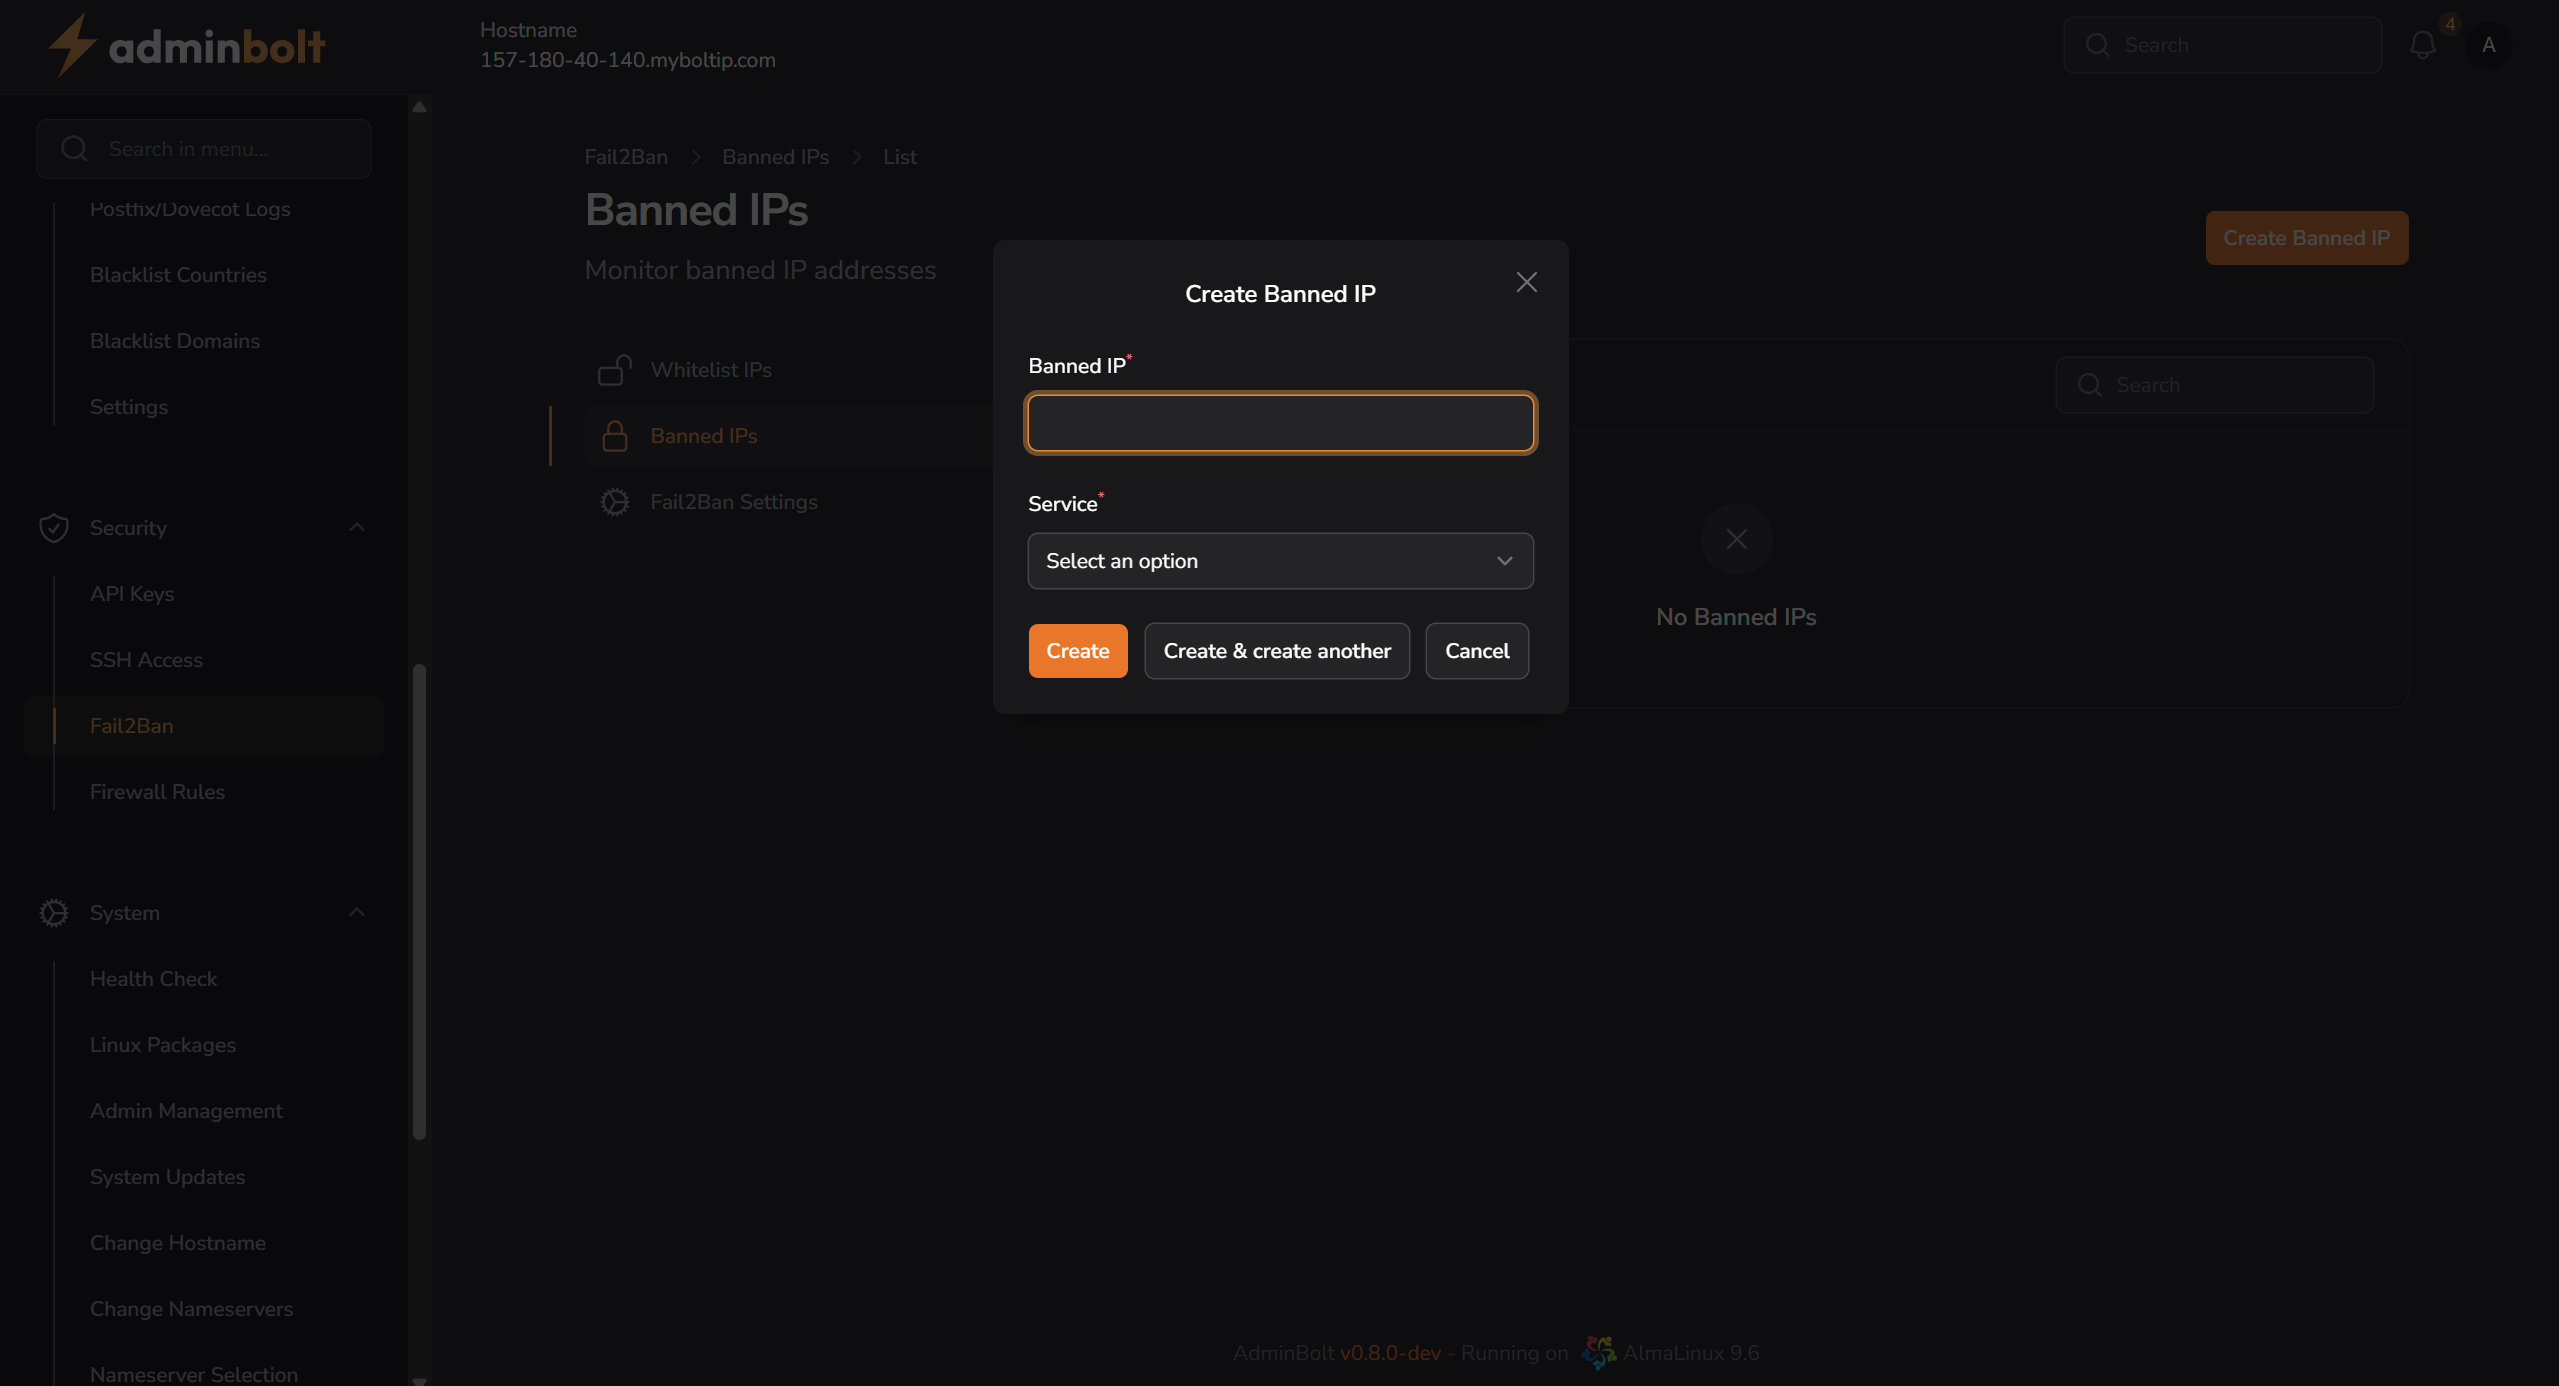 adminbolt
Hostname
157-180-40-140.myboltip.com
Search
4
A
Search in menu...
Postfix/Dovecot Logs
Blacklist Countries
Blacklist Domains
Settings
Security
API Keys
SSH Access
Fail2Ban
Firewall Rules
System
Health Check
Linux Packages
Admin Management
System Updates
Change Hostname
Change Nameservers
Nameserver Selection
Fail2Ban > Banned IPs > List
Banned IPs
Create Banned IP
Monitor banned IP addresses
Whitelist IPs
Banned IPs
Fail2Ban Settings
Search
No Banned IPs
Create Banned IP
Banned IP*
Service*
Select an option
Create
Create & create another
Cancel
AdminBolt v0.8.0-dev - Running on AlmaLinux 9.6